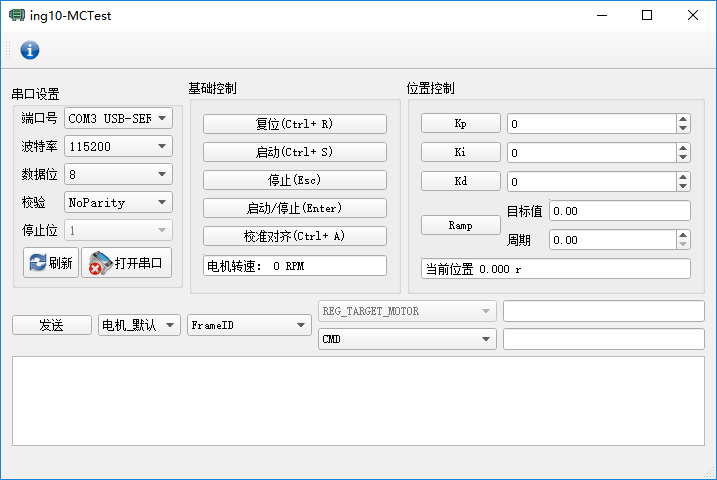 ing10-MCTest
串口设置
端口号 COM3 USB-SER
波特率 115200
数据位 8
校验 NoParity
停止位 1
刷新 打开串口
基础控制
复位(Ctrl+ R)
启动(Ctrl+ S)
停止(Esc)
启动/停止(Enter)
校准对齐(Ctrl+ A)
电机转速: 0 RPM
位置控制
Kp 0
Ki 0
Kd 0
Ramp
目标值 0.00
周期 0.00
当前位置 0.000 r
发送 电机_默认 FrameID
REG_TARGET_MOTOR
CMD